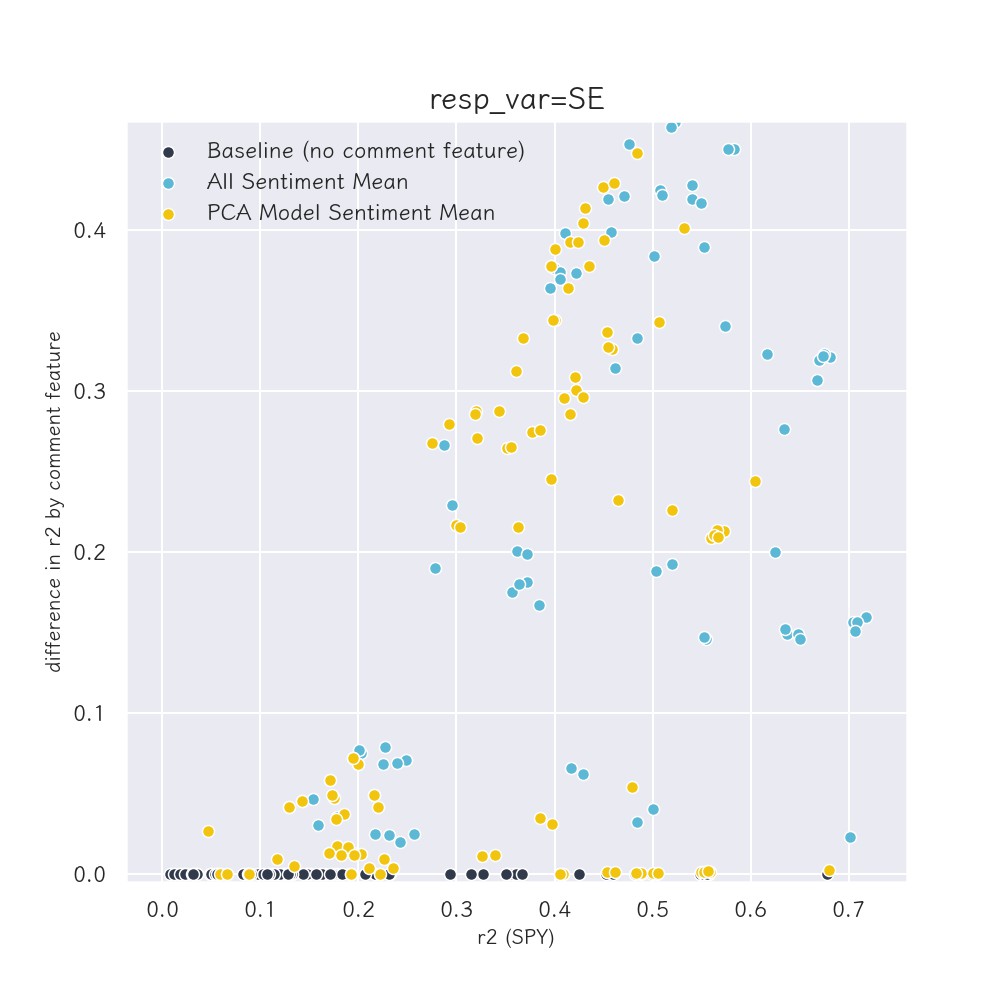 resp_var=SE
Baseline (no comment feature)
All Sentiment Mean
PCA Model Sentiment Mean
difference in r2 by comment feature
0.4
0.3
0.2
0.1
0.0
0.0 0.1 0.2 0.3 0.4 0.5 0.6 0.7
r2 (SPY)